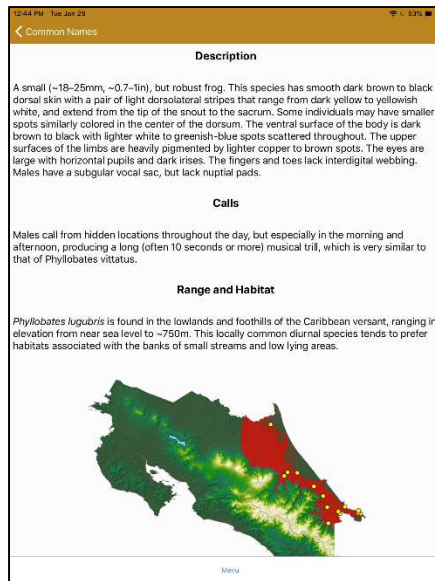 12:44 PM Tue Jan 29
53%
Common Names
Description
A small (~18–25mm, ~0.7–1in), but robust frog. This species has smooth dark brown to black
dorsal skin with a pair of light dorsolateral stripes that range from dark yellow to yellowish
white, and extend from the tip of the snout to the sacrum. Some individuals may have smaller
spots similarly colored in the center of the dorsum. The ventral surface of the body is dark
brown to black with lighter white to greenish-blue spots scattered throughout. The upper
surfaces of the limbs are heavily pigmented by lighter copper to brown spots. The eyes are
large with horizontal pupils and dark irises. The fingers and toes lack interdigital webbing.
Males have a subgular vocal sac, but lack nuptial pads.
Calls
Males call from hidden locations throughout the day, but especially in the morning and
afternoon, producing a long (often 10 seconds or more) musical trill, which is very similar to
that of Phyllobates vittatus.
Range and Habitat
Phyllobates lugubris is found in the lowlands and foothills of the Caribbean versant, ranging in
elevation from near sea level to ~750m. This locally common diurnal species tends to prefer
habitats associated with the banks of small streams and low lying areas.
Menu